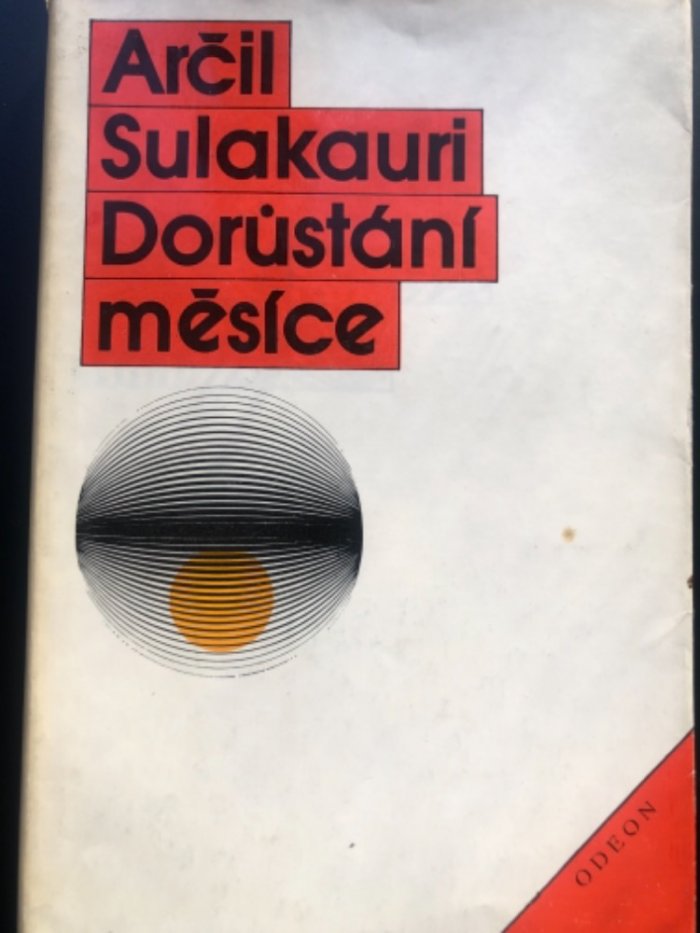 Arčil
Sulakauri
Dorůstání
měsíce
ODEON